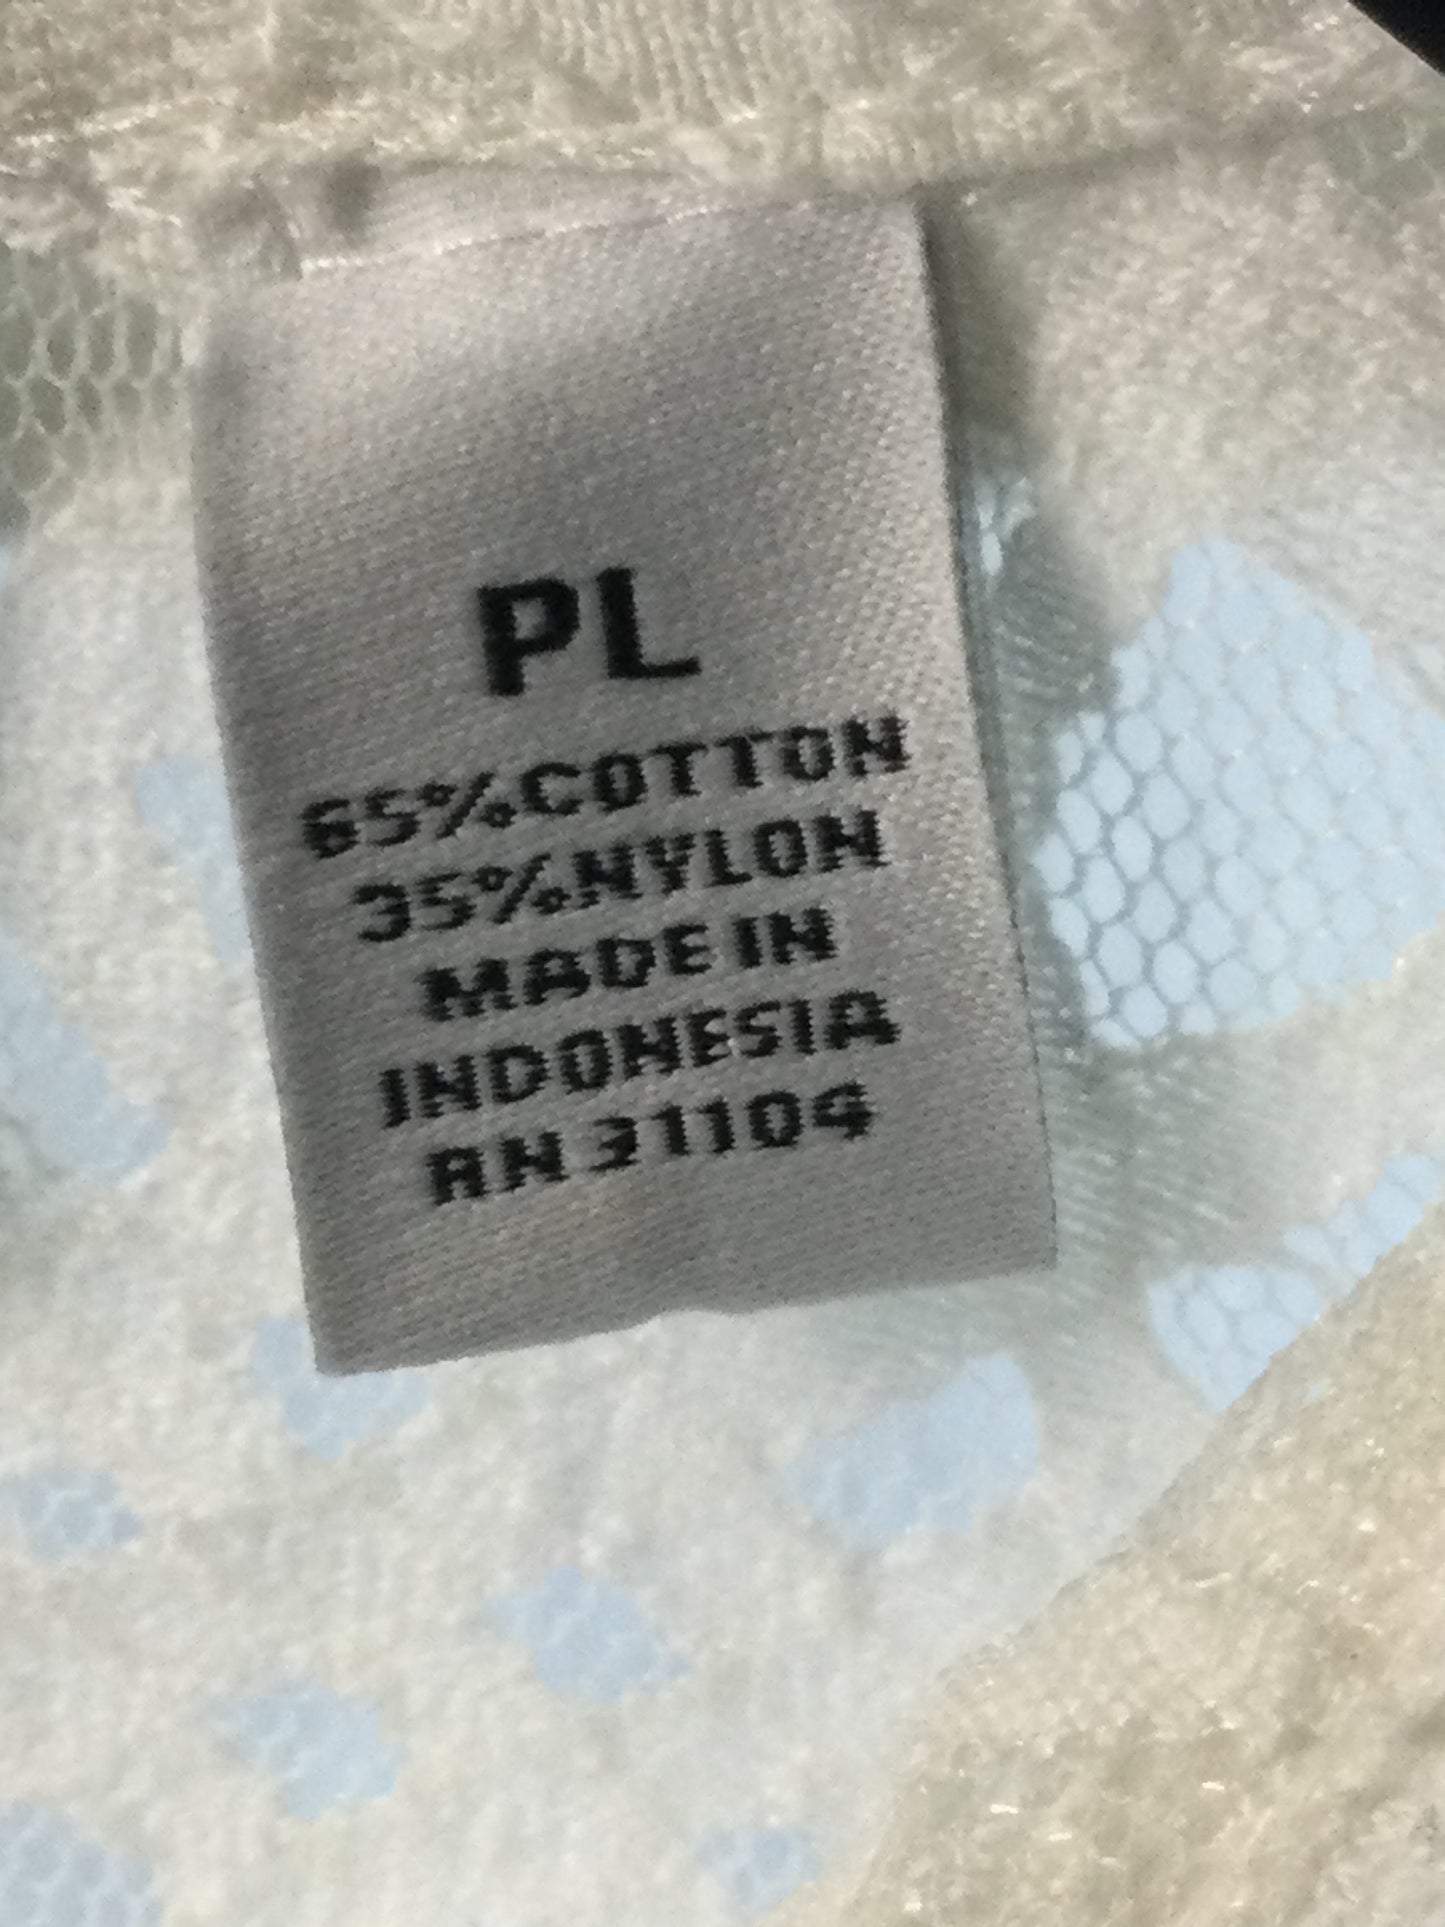 PL
65%COTTON
35%NYLON
MADE IN
INDONESIA
RN 31104